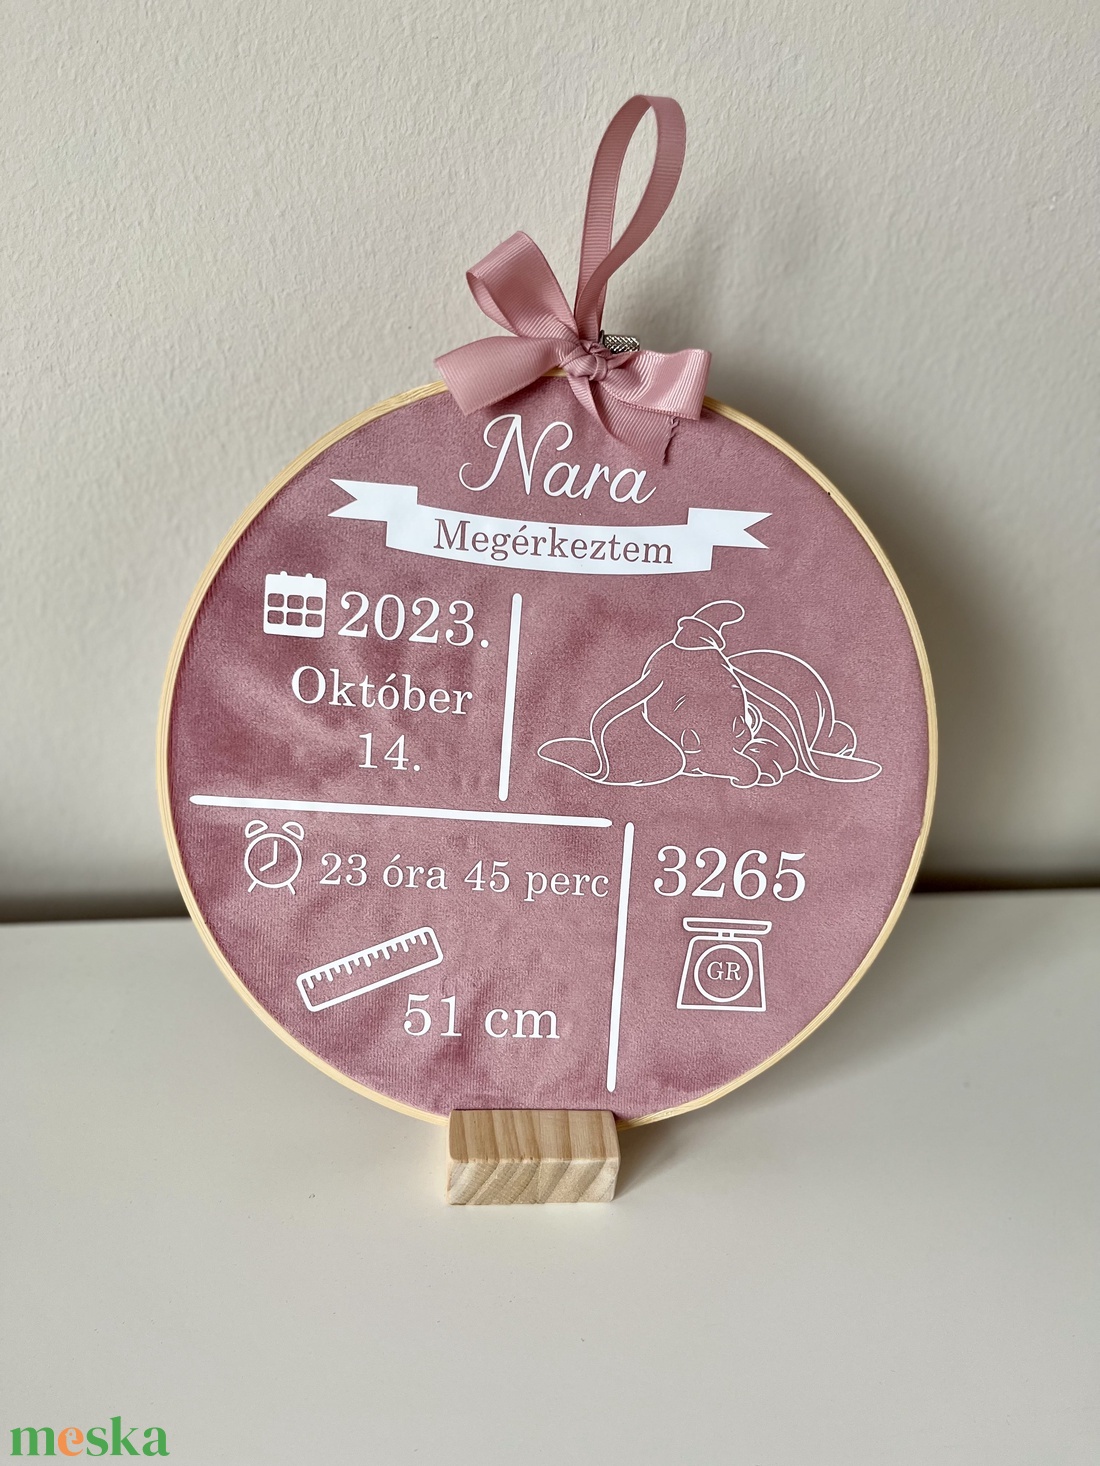 Nara
Megérkeztem
2023.
Október
14.
23 óra 45 perc
51 cm
3265
GR
meska